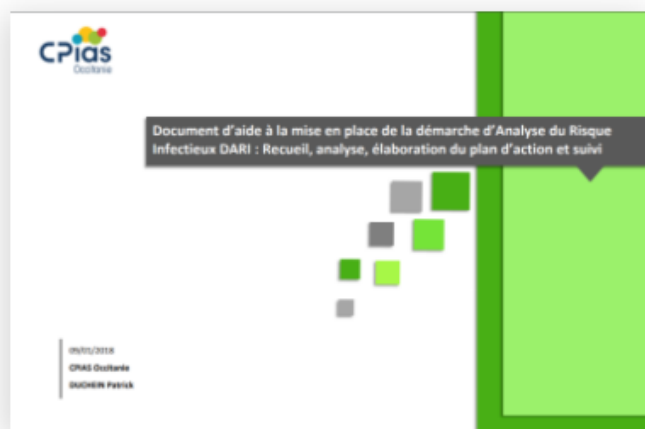 CPias
Occitanie
Document d'aide à la mise en place de la démarche d'Analyse du Risque
Infectieux DARI : Recueil, analyse, élaboration du plan d'action et suivi
09/01/2018
CPIAS Occitanie
DUCHEIN Patrick